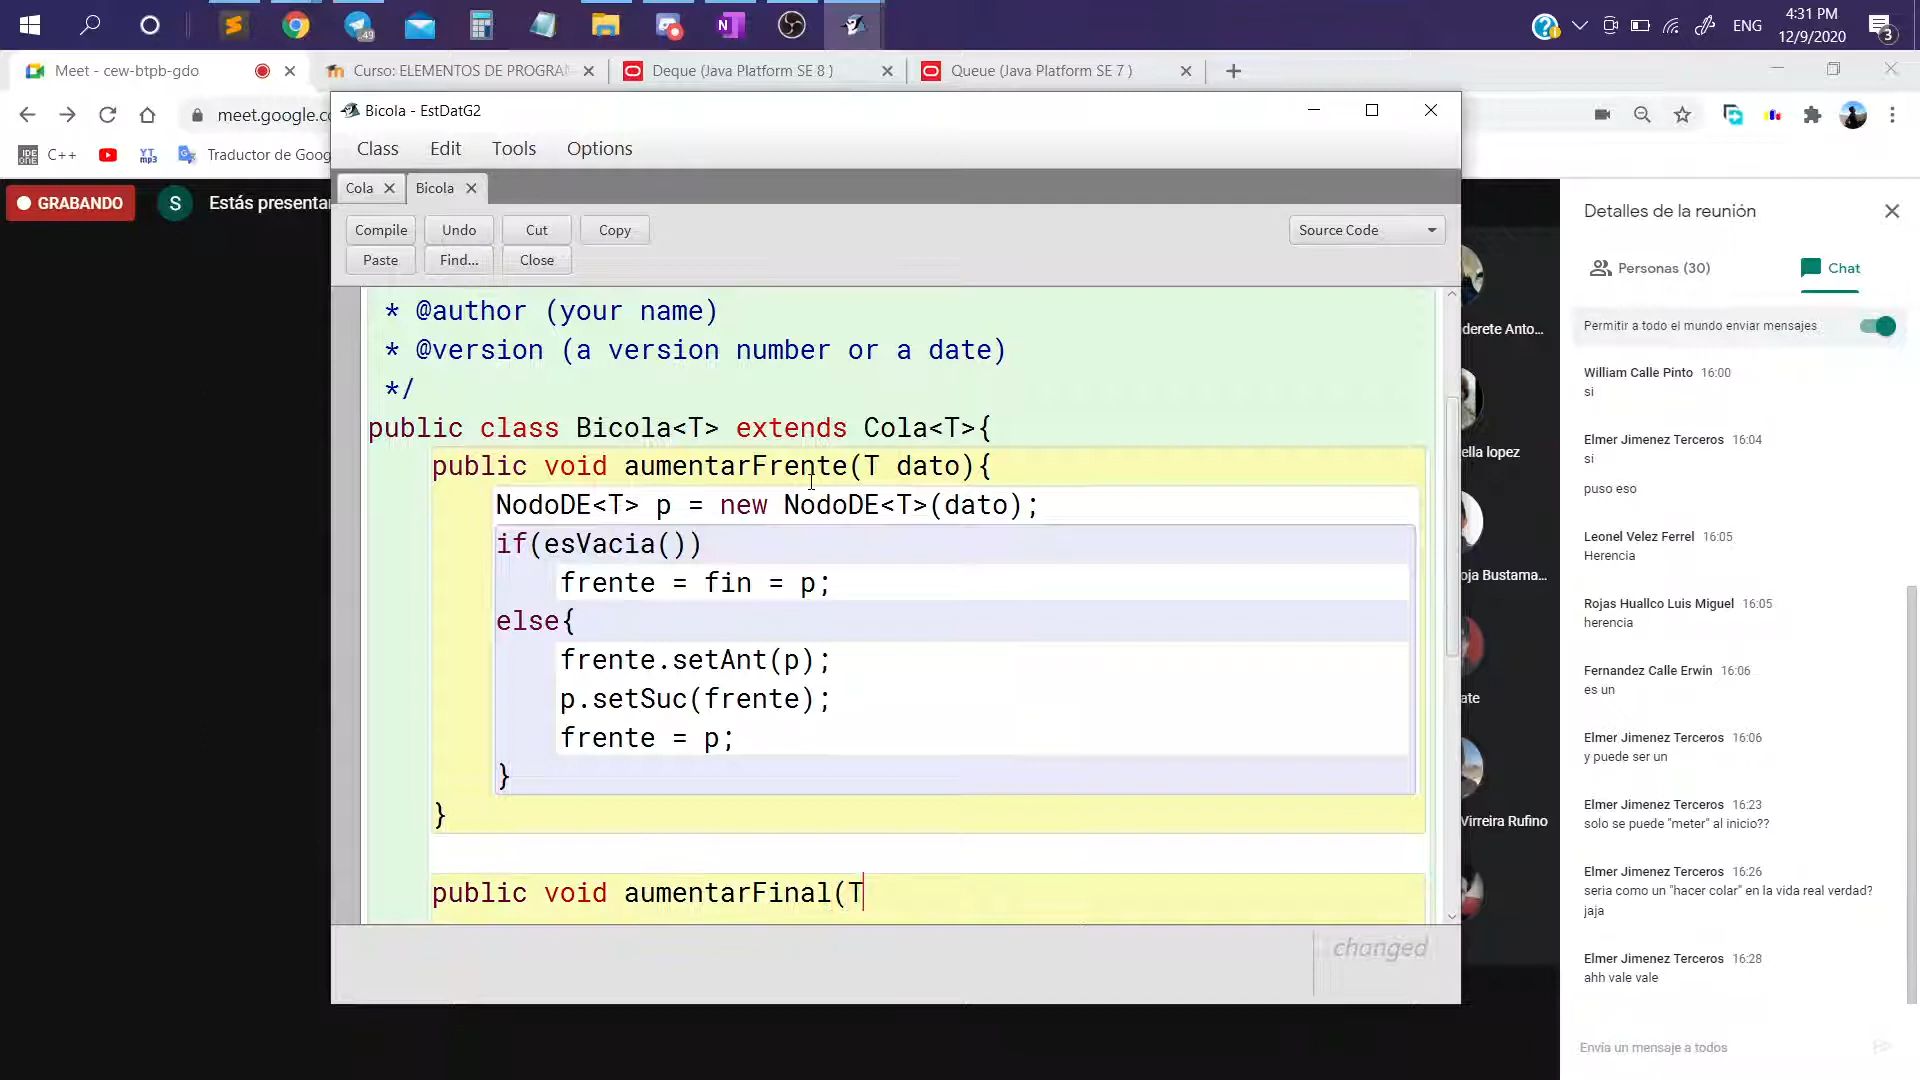 49
ENG
4:31 PM
12/9/2020
3
Meet - cew-btpb-gdo
Curso: ELEMENTOS DE PROGRA
Deque (Java Platform SE 8 )
Queue (Java Platform SE 7 )
meet.google.co
C++
Traductor de Goog
GRABANDO
S
Estás presenta
Bicola - EstDatG2
Class
Edit
Tools
Options
Cola
Bicola
Compile
Undo
Cut
Copy
Source Code
Paste
Find...
Close
* @author (your name)
* @version (a version number or a date)
*/
public class Bicola<T> extends Cola<T>{
public void aumentarFrente(T dato){
NodoDE<T> p = new NodoDE<T>(dato);
if(esVacia())
frente = fin = p;
else{
frente.setAnt(p);
p.setSuc(frente);
frente = p;
}
}
public void aumentarFinal(T
changed
derete Anto...
ella lopez
oja Bustama...
ate
Virreira Rufino
Detalles de la reunión
Personas (30)
Chat
Permitir a todo el mundo enviar mensajes
William Calle Pinto 16:00
si
Elmer Jimenez Terceros 16:04
si
puso eso
Leonel Velez Ferrel 16:05
Herencia
Rojas Huallco Luis Miguel 16:05
herencia
Fernandez Calle Erwin 16:06
es un
Elmer Jimenez Terceros 16:06
y puede ser un
Elmer Jimenez Terceros 16:23
solo se puede "meter" al inicio??
Elmer Jimenez Terceros 16:26
seria como un "hacer colar" en la vida real verdad?
jaja
Elmer Jimenez Terceros 16:28
ahh vale vale
Envía un mensaje a todos